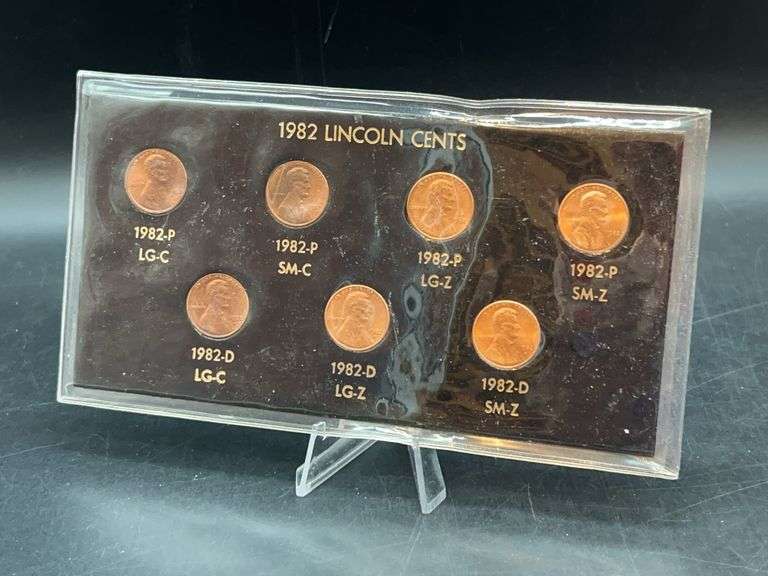 1982 LINCOLN CENTS
1982-P
LG-C
1982-P
SM-C
1982-P
LG-Z
1982-P
SM-Z
1982-D
LG-C
1982-D
LG-Z
1982-D
SM-Z